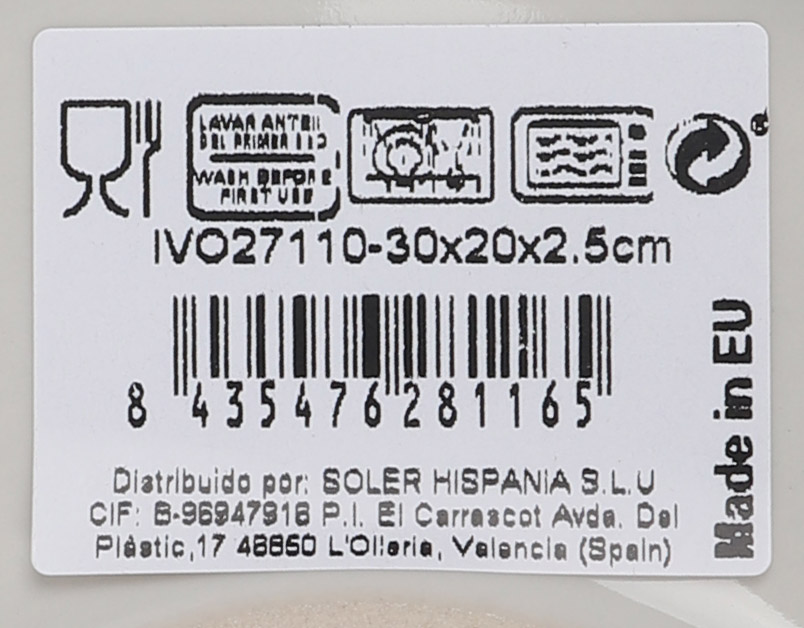 LAVAR ANTES
DEL PRIMER USO
WASH BEFORE
FIRST USE
®
IVO27110-30x20x2.5cm
8 435476 281165
Made in EU
Distribuido por: SOLER HISPANIA S.L.U
CIF: B-96947918 P.I. El Carrascot Avda. Del
Plàstic,17 46850 L'Olleria, Valencia (Spain)